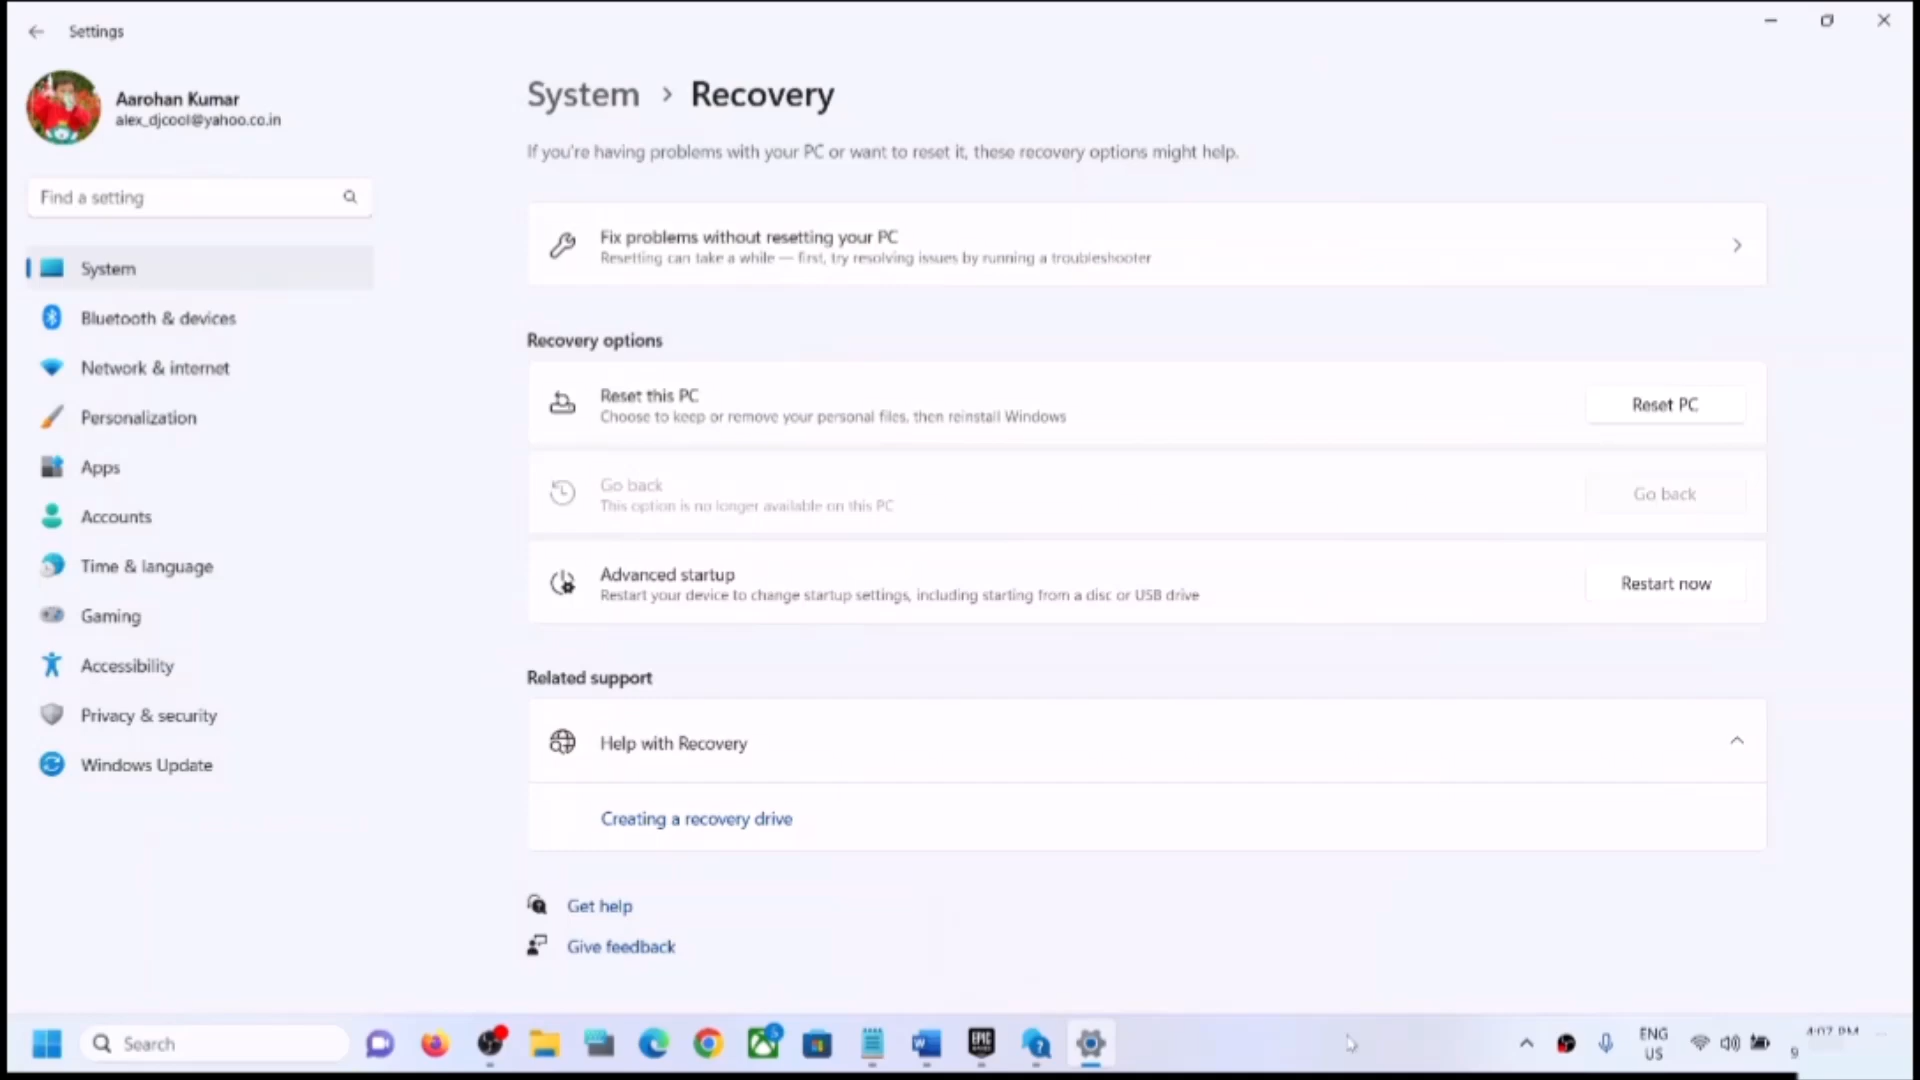 Settings
Aarohan Kumar
alex_djcool@yahoo.co.in
Find a setting
System
Bluetooth & devices
Network & internet
Personalization
Apps
Accounts
Time & language
Gaming
Accessibility
Privacy & security
Windows Update
System > Recovery
If you're having problems with your PC or want to reset it, these recovery options might help.
Fix problems without resetting your PC
Resetting can take a while — first, try resolving issues by running a troubleshooter
Recovery options
Reset this PC
Choose to keep or remove your personal files, then reinstall Windows
Reset PC
Go back
This option is no longer available on this PC
Go back
Advanced startup
Restart your device to change startup settings, including starting from a disc or USB drive
Restart now
Related support
Help with Recovery
Creating a recovery drive
Get help
Give feedback
Search
EPIC
ENG
US
4:07 PM
9